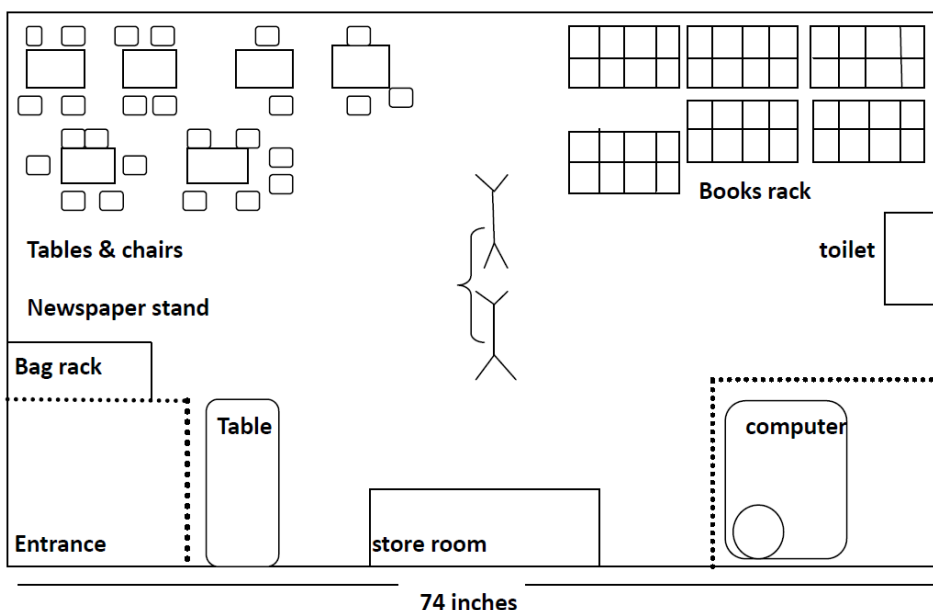 Books rack
Tables & chairs
toilet
Newspaper stand
Bag rack
Table
computer
Entrance
store room
74 inches